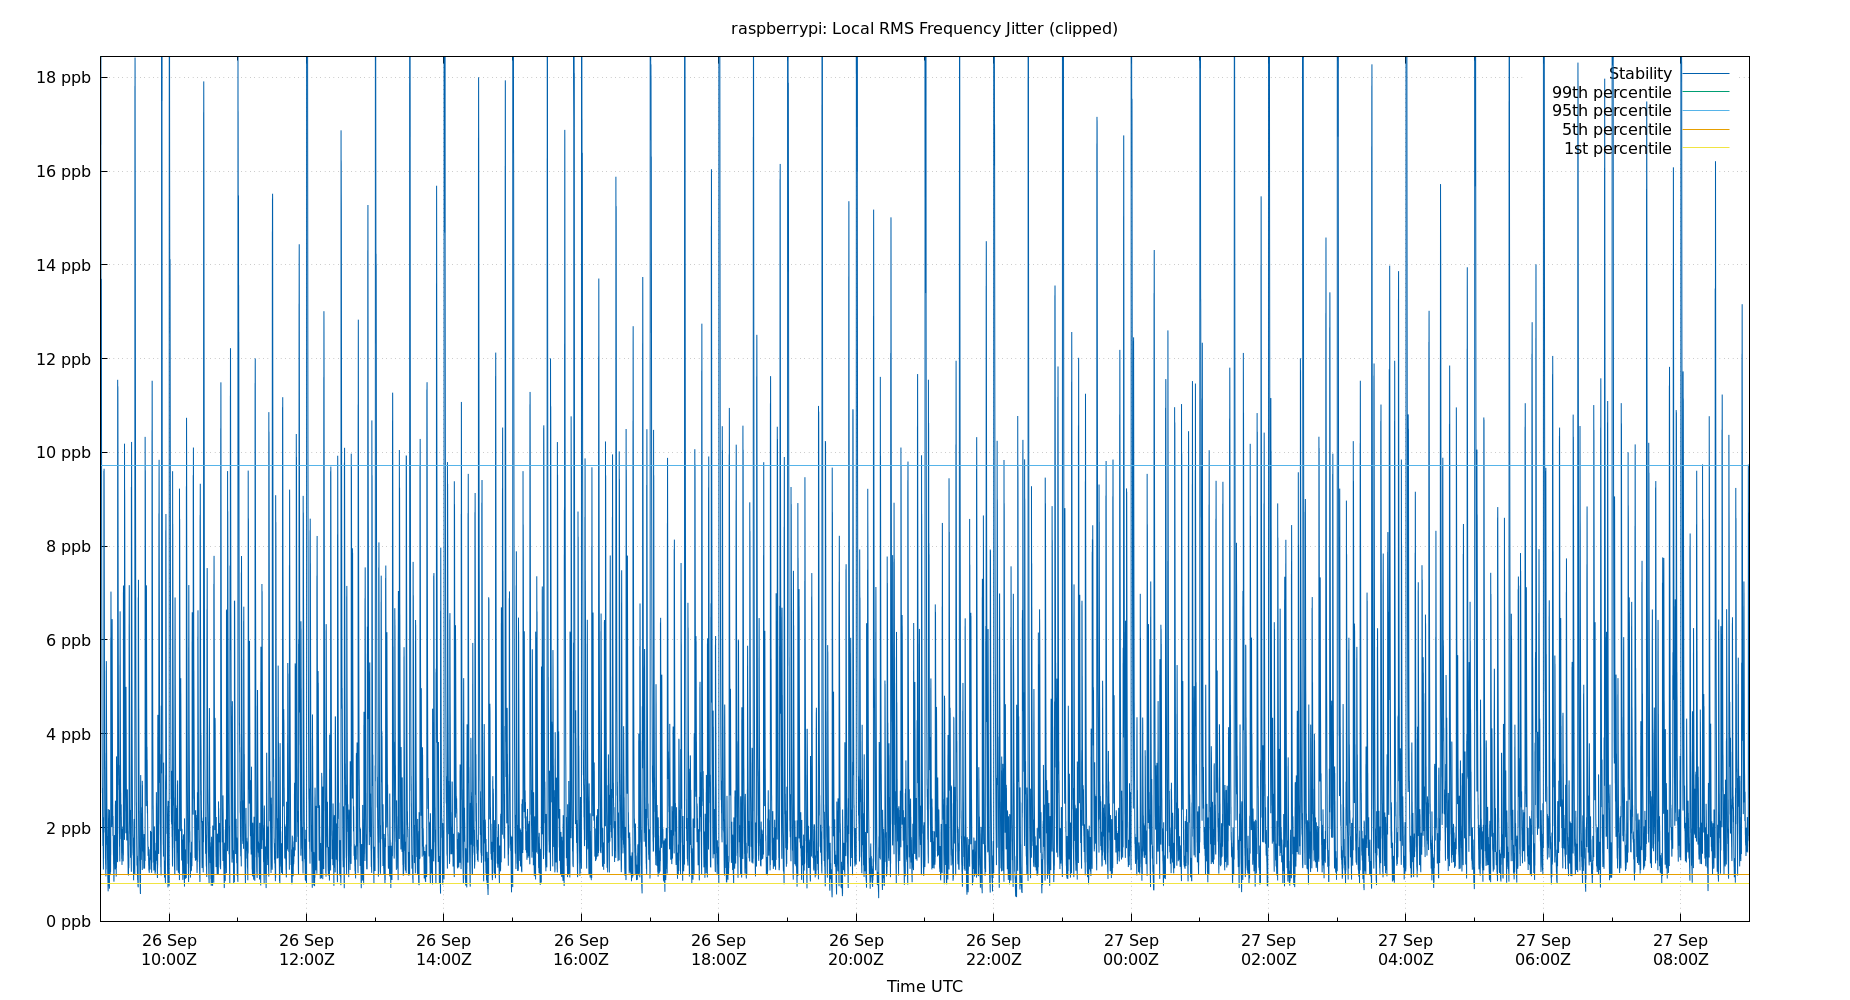 raspberrypi: Local RMS Frequency Jitter (clipped)
18 ppb
16 ppb
14 ppb
12 ppb
10 ppb
8 ppb
6 ppb
4 ppb
2 ppb
0 ppb
Stability
99th percentile
95th percentile
5th percentile
1st percentile
26 Sep
10:00Z
26 Sep
12:00Z
26 Sep
14:00Z
26 Sep
16:00Z
26 Sep
18:00Z
26 Sep
20:00Z
26 Sep
22:00Z
27 Sep
00:00Z
27 Sep
02:00Z
27 Sep
04:00Z
27 Sep
06:00Z
27 Sep
08:00Z
Time UTC